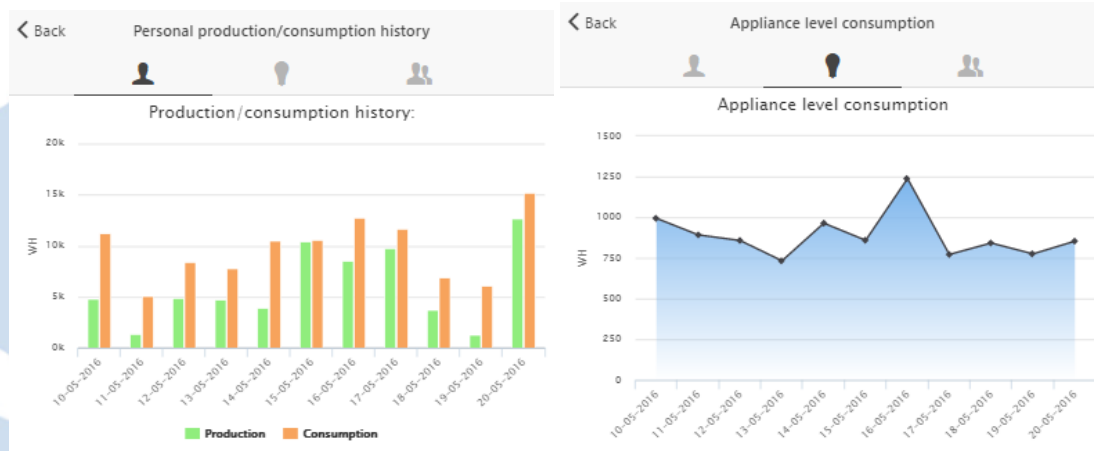 Back
Personal production/consumption history
Production/consumption history:
20k
15k
10k
5k
0k
WH
10-05-2016
11-05-2016
12-05-2016
13-05-2016
14-05-2016
15-05-2016
16-05-2016
17-05-2016
18-05-2016
19-05-2016
20-05-2016
Production
Consumption
Back
Appliance level consumption
Appliance level consumption
1500
1250
1000
750
500
250
0
WH
10-05-2016
11-05-2016
12-05-2016
13-05-2016
14-05-2016
15-05-2016
16-05-2016
17-05-2016
18-05-2016
19-05-2016
20-05-2016